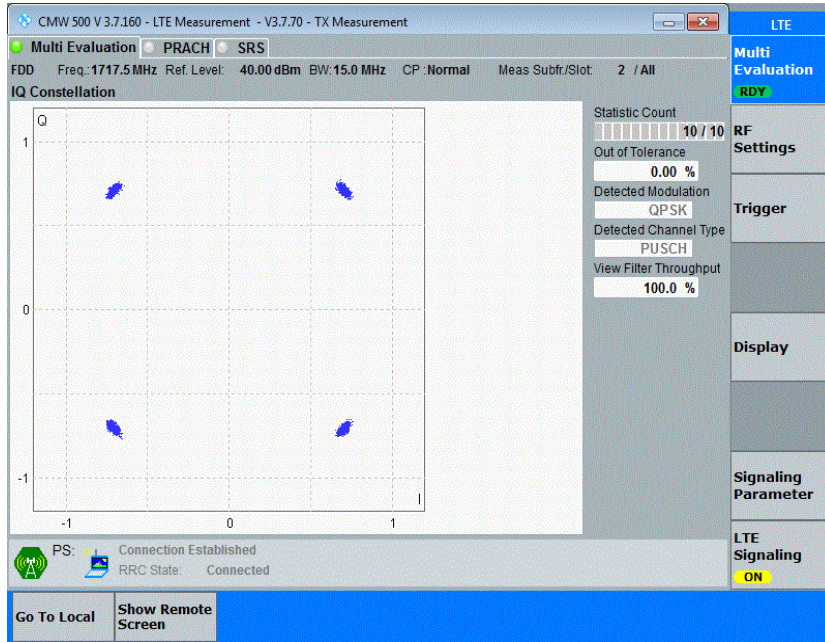 CMW 500 V 3.7.160 - LTE Measurement - V3.7.70 - TX Measurement
LTE
Multi Evaluation PRACH SRS
FDD Freq.: 1717.5 MHz Ref. Level: 40.00 dBm BW: 15.0 MHz CP : Normal Meas Subfr./Slot: 2 / All
IQ Constellation
Q
1
0
-1
I
-1 0 1
Statistic Count
10 / 10
Out of Tolerance
0.00 %
Detected Modulation
QPSK
Detected Channel Type
PUSCH
View Filter Throughput
100.0 %
Multi
Evaluation
RDY
RF
Settings
Trigger
Display
Signaling
Parameter
LTE
Signaling
ON
PS: Connection Established
RRC State: Connected
Go To Local
Show Remote
Screen